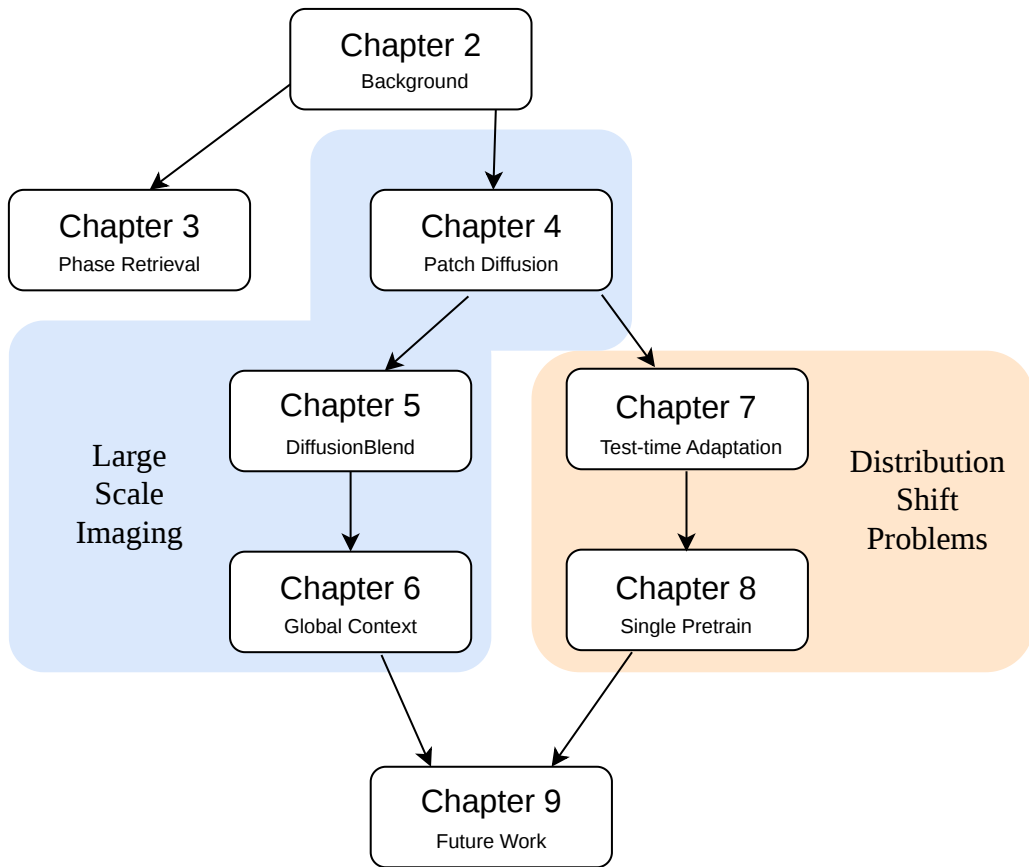 Chapter 2
Background
Chapter 3
Phase Retrieval
Chapter 4
Patch Diffusion
Large
Scale
Imaging
Chapter 5
DiffusionBlend
Chapter 7
Test-time Adaptation
Distribution
Shift
Problems
Chapter 6
Global Context
Chapter 8
Single Pretrain
Chapter 9
Future Work